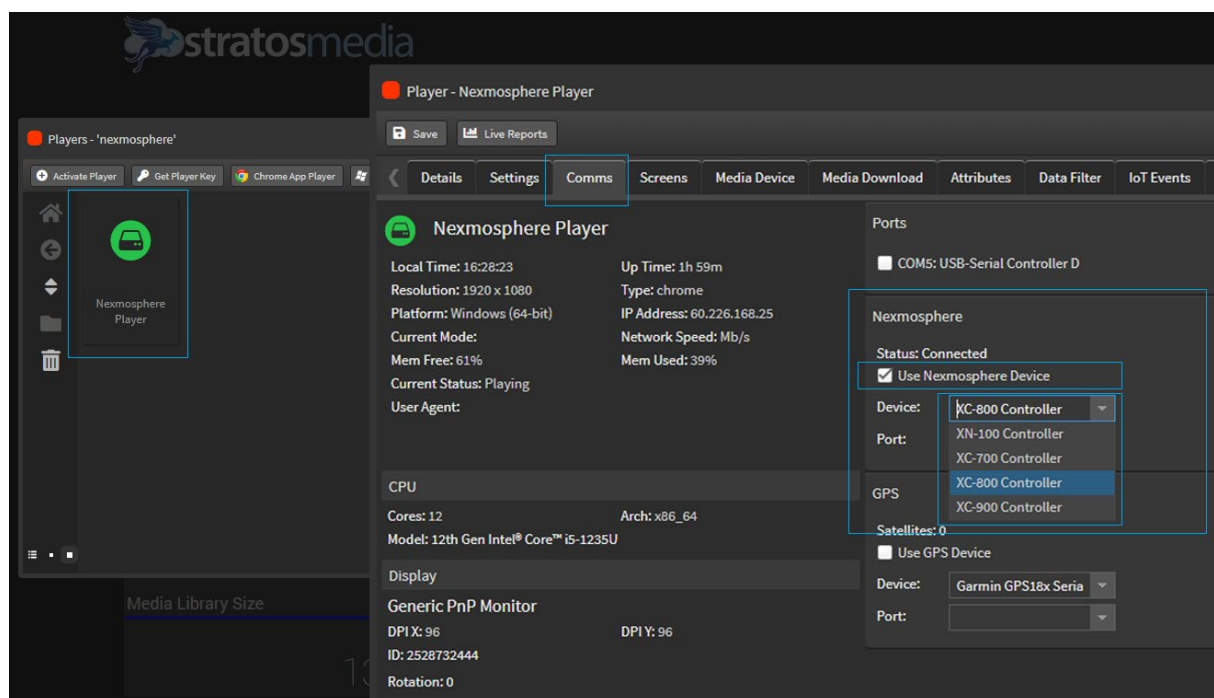 stratosmedia
Players - 'nexmosphere'
Activate Player
Get Player Key
Chrome App Player
Nexmosphere
Player
Media Library Size
Player - Nexmosphere Player
Save
Live Reports
Details
Settings
Comms
Screens
Media Device
Media Download
Attributes
Data Filter
IoT Events
Nexmosphere Player
Local Time: 16:28:23
Up Time: 1h 59m
Resolution: 1920 x 1080
Type: chrome
Platform: Windows (64-bit)
IP Address: 60.226.168.25
Current Mode:
Network Speed: Mb/s
Mem Free: 61%
Mem Used: 39%
Current Status: Playing
User Agent:
CPU
Cores: 12
Arch: x86_64
Model: 12th Gen Intel® Core™ i5-1235U
Display
Generic PnP Monitor
DPI X: 96
DPI Y: 96
ID: 2528732444
Rotation: 0
Ports
COM5: USB-Serial Controller D
Nexmosphere
Status: Connected
Use Nexmosphere Device
Device:
XC-800 Controller
Port:
XN-100 Controller
XC-700 Controller
XC-800 Controller
XC-900 Controller
GPS
Satellites: 0
Use GPS Device
Device:
Garmin GPS18x Seria
Port: